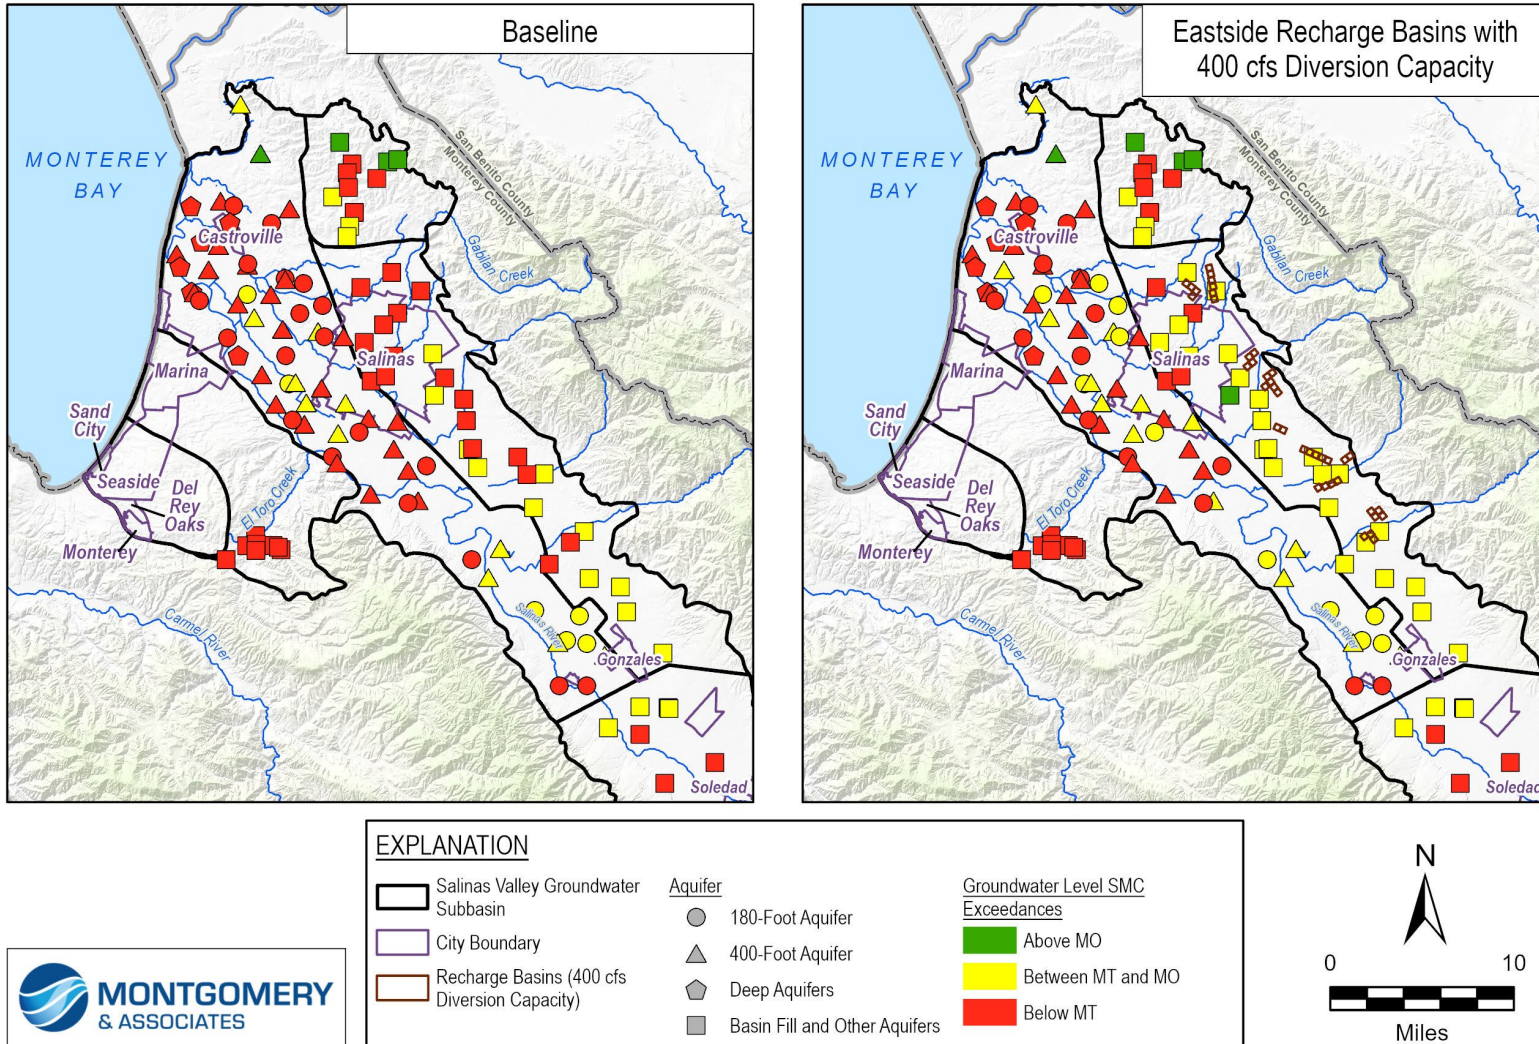 Baseline
San Benito County
Monterey County
MONTEREY
BAY
Castroville
Gabilan Creek
Salinas
Marina
Sand
City
Seaside
Del
Rey
Oaks
Monterey
El Toro Creek
Carmel River
Salinas River
Gonzales
Soledad
Eastside Recharge Basins with
400 cfs Diversion Capacity
San Benito County
Monterey County
MONTEREY
BAY
Castroville
Gabilan Creek
Salinas
Marina
Sand
City
Seaside
Del
Rey
Oaks
Monterey
El Toro Creek
Carmel River
Salinas River
Gonzales
Soledad
EXPLANATION
Salinas Valley Groundwater
Subbasin
City Boundary
Recharge Basins (400 cfs
Diversion Capacity)
Aquifer
180-Foot Aquifer
400-Foot Aquifer
Deep Aquifers
Basin Fill and Other Aquifers
Groundwater Level SMC
Exceedances
Above MO
Between MT and MO
Below MT
N
0 10
Miles
MONTGOMERY
& ASSOCIATES